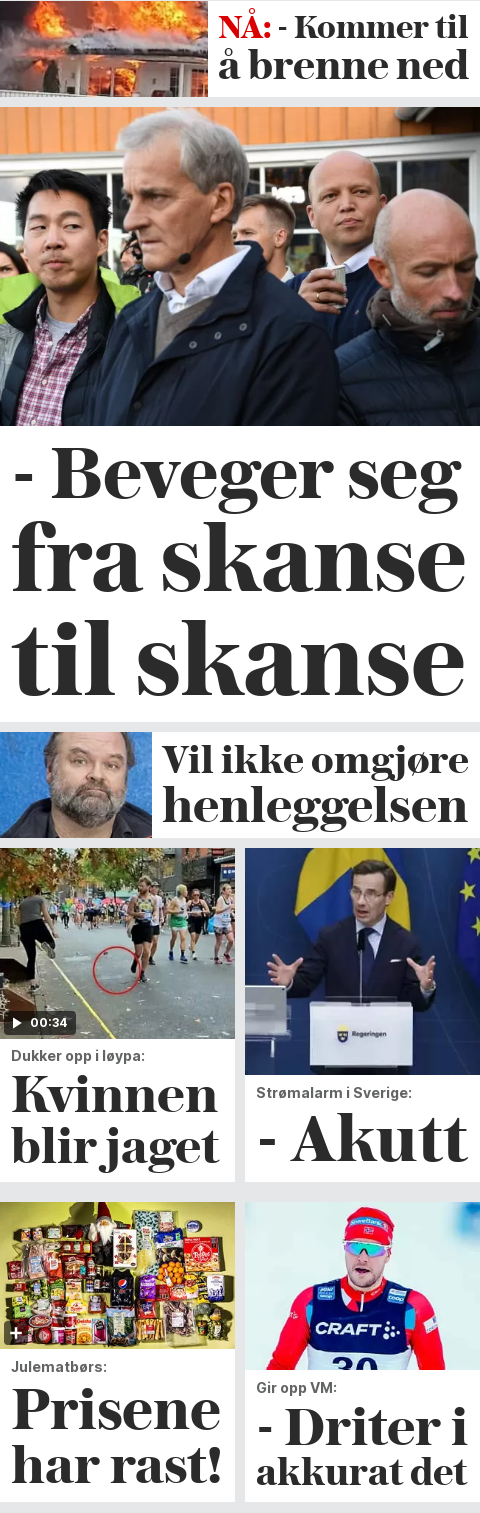 NÅ: - Kommer til
å brenne ned
- Beveger seg
fra skanse
til skanse
Vil ikke omgjøre
henleggelsen
00:34
Dukker opp i løypa:
Kvinnen
blir jaget
Regeringen
Strømalarm i Sverige:
- Akutt
Julematbørs:
Prisene
har rast!
CRAFT
30
Gir opp VM:
- Driter i
akkurat det